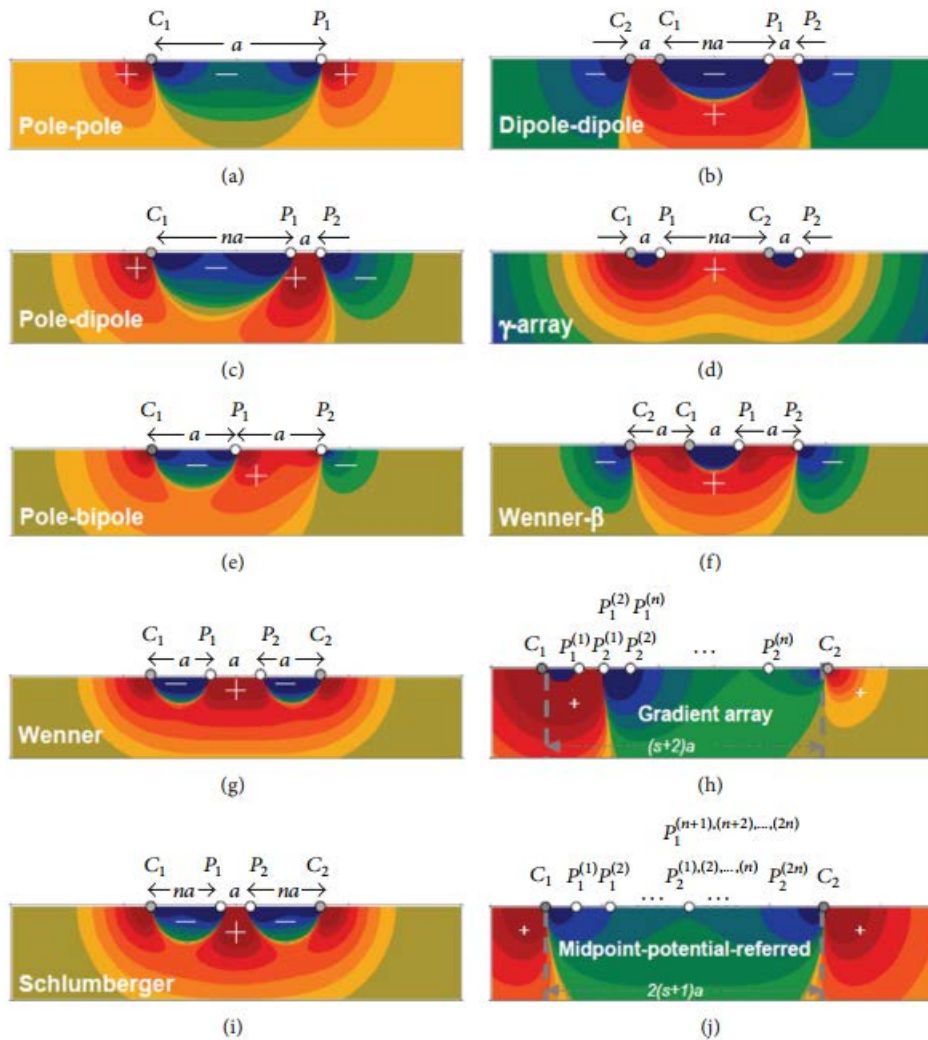 C₁ P₁
a
+ − +
Pole-pole
(a)
C₂ C₁ P₁ P₂
a na a
− − + −
Dipole-dipole
(b)
C₁ P₁ P₂
na a
+ − + −
Pole-dipole
(c)
C₁ P₁ C₂ P₂
a na a
+
γ-array
(d)
C₁ P₁ P₂
a a
− + −
Pole-bipole
(e)
C₂ C₁ P₁ P₂
a a a
− + −
Wenner-β
(f)
C₁ P₁ P₂ C₂
a a a
− + −
Wenner
(g)
P₁⁽²⁾ P₁⁽ⁿ⁾
C₁ P₁⁽¹⁾ P₂⁽¹⁾ P₂⁽²⁾ ... P₂⁽ⁿ⁾ C₂
+ +
Gradient array
(s+2)a
(h)
C₁ P₁ P₂ C₂
na a na
− + −
Schlumberger
(i)
P₁⁽ⁿ⁺¹⁾,⁽ⁿ⁺²⁾,...,⁽²ⁿ⁾
C₁ P₁⁽¹⁾ P₁⁽²⁾ P₂⁽¹⁾,⁽²⁾,...,⁽ⁿ⁾ P₂⁽²ⁿ⁾ C₂
... ...
+ +
Midpoint-potential-referred
2(s+1)a
(j)